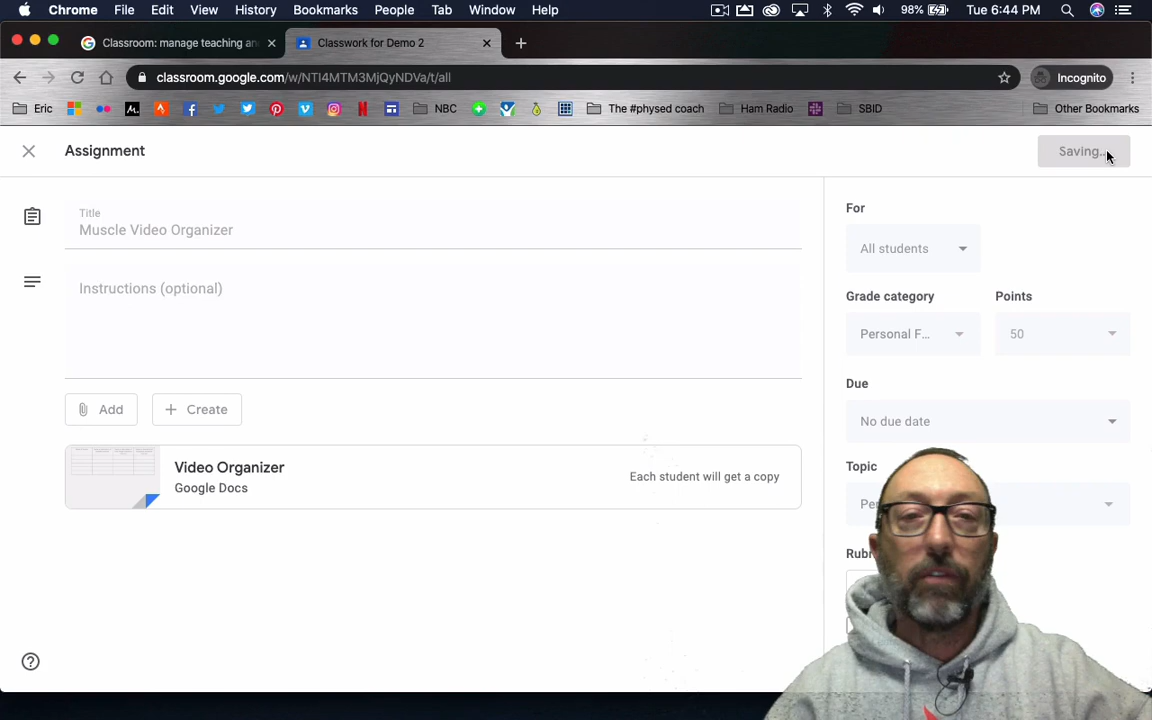 Chrome File Edit View History Bookmarks People Tab Window Help 98% Tue 6:44 PM
Classroom: manage teaching an
Classwork for Demo 2
classroom.google.com/w/NTI4MTM3MjQyNDVa/t/all
Incognito
Eric
NBC
The #physed coach
Ham Radio
SBID
Other Bookmarks
Assignment
Saving...
Title
Muscle Video Organizer
Instructions (optional)
Add
Create
Video Organizer
Google Docs
Each student will get a copy
For
All students
Grade category
Points
Personal F...
50
Due
No due date
Topic
Rubr